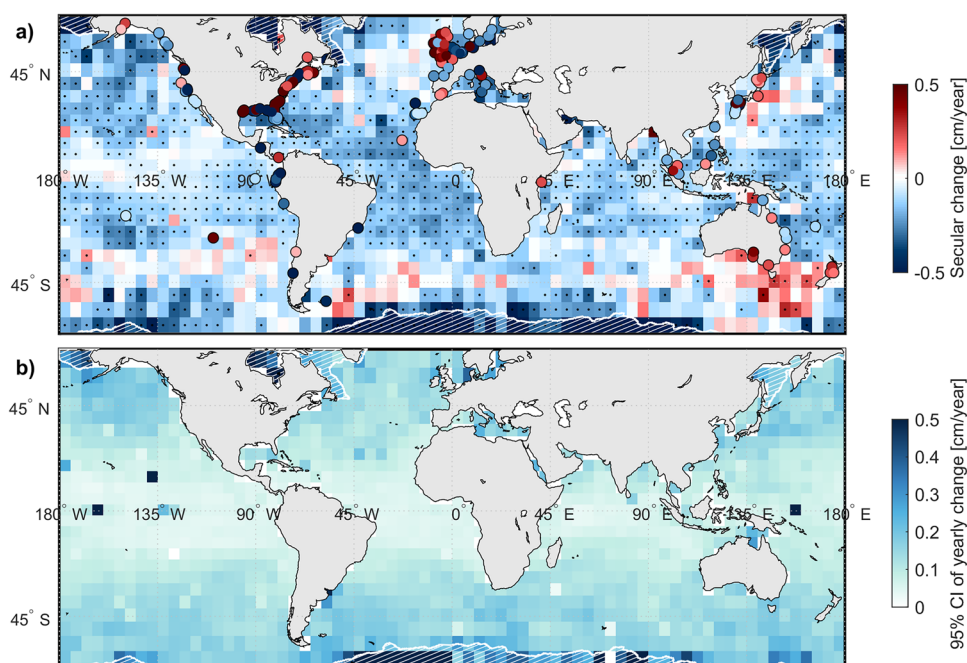 a)
45° N
180° W
135° W
90° W
45° W
0° E
45° E
90° E
135° E
180° E
45° S
0.5
0
-0.5
Secular change [cm/year]
b)
45° N
180° W
135° W
90° W
45° W
0° E
45° E
90° E
135° E
180° E
45° S
0.5
0.4
0.3
0.2
0.1
0
95% CI of yearly change [cm/year]